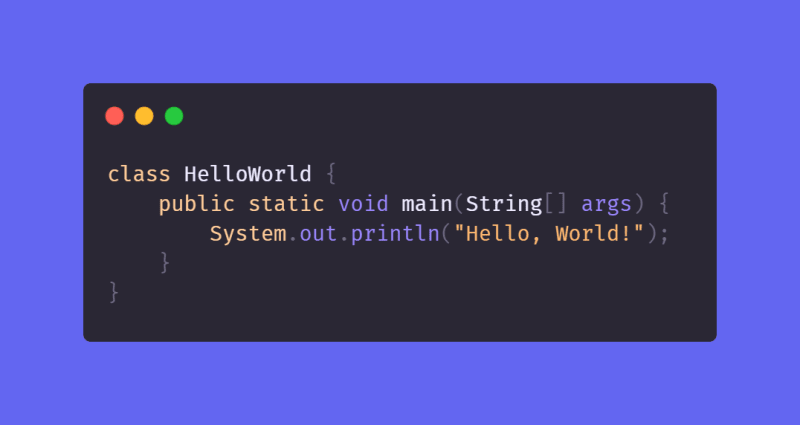 class HelloWorld {
    public static void main(String[] args) {
        System.out.println("Hello, World!");
    }
}